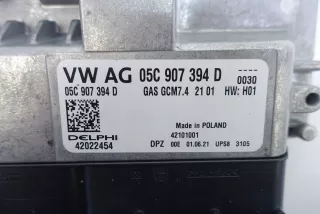 VW AG 05C 907 394 D
0030
05C 907 394 D GAS GCM7.4 21 01 HW: H01
Made in POLAND
DELPHI 42101001
42022454 DPZ 00E 01.06.21 UPS8 3105